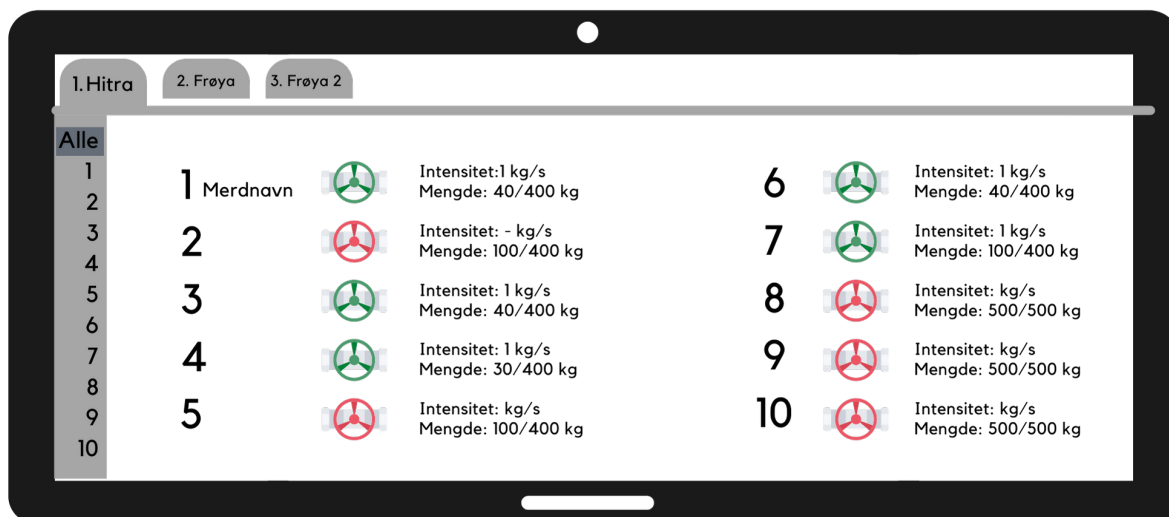 1. Hitra
2. Frøya
3. Frøya 2
Alle
1
2
3
4
5
6
7
8
9
10
1 Merdnavn
Intensitet:1 kg/s
Mengde: 40/400 kg
2
Intensitet: - kg/s
Mengde: 100/400 kg
3
Intensitet: 1 kg/s
Mengde: 40/400 kg
4
Intensitet: 1 kg/s
Mengde: 30/400 kg
5
Intensitet: kg/s
Mengde: 100/400 kg
6
Intensitet: 1 kg/s
Mengde: 40/400 kg
7
Intensitet: 1 kg/s
Mengde: 100/400 kg
8
Intensitet: kg/s
Mengde: 500/500 kg
9
Intensitet: kg/s
Mengde: 500/500 kg
10
Intensitet: kg/s
Mengde: 500/500 kg